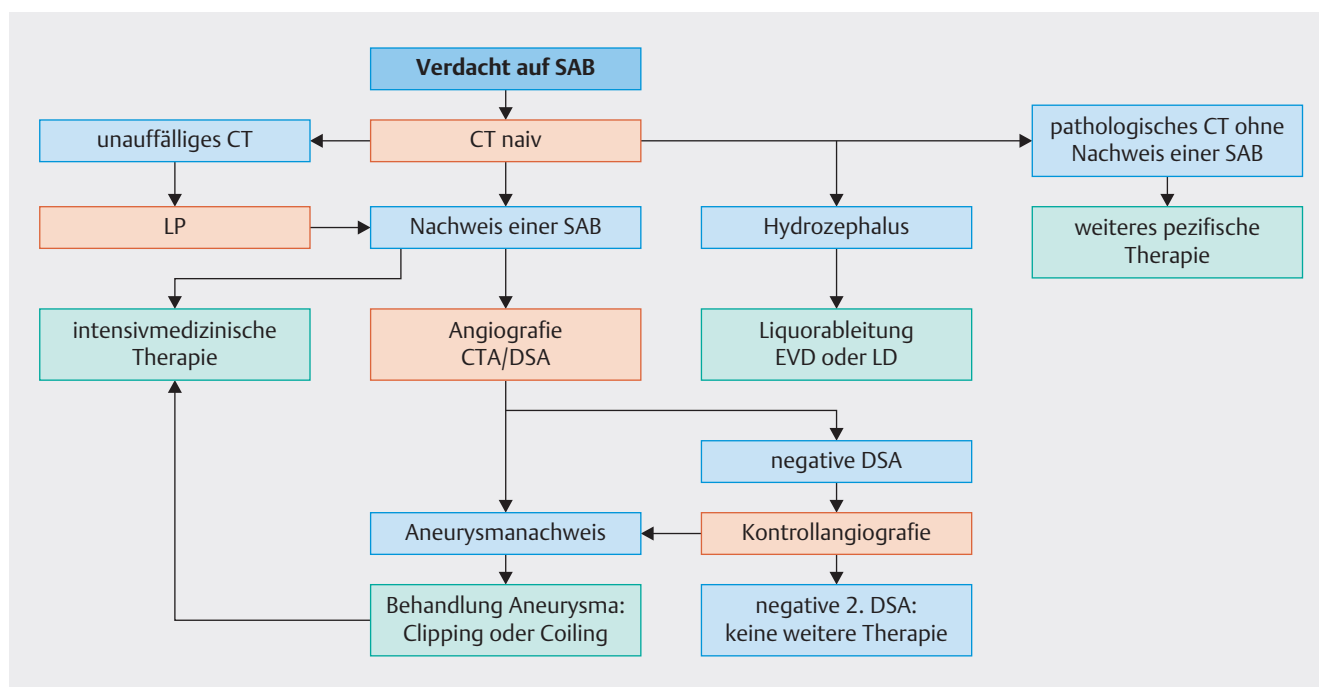 Verdacht auf SAB
unauffälliges CT
CT naiv
pathologisches CT ohne
Nachweis einer SAB
LP
Nachweis einer SAB
Hydrozephalus
weiteres pezifische
Therapie
intensivmedizinische
Therapie
Angiografie
CTA/DSA
Liquorableitung
EVD oder LD
negative DSA
Aneurysmanachweis
Kontrollangiografie
Behandlung Aneurysma:
Clipping oder Coiling
negative 2. DSA:
keine weitere Therapie